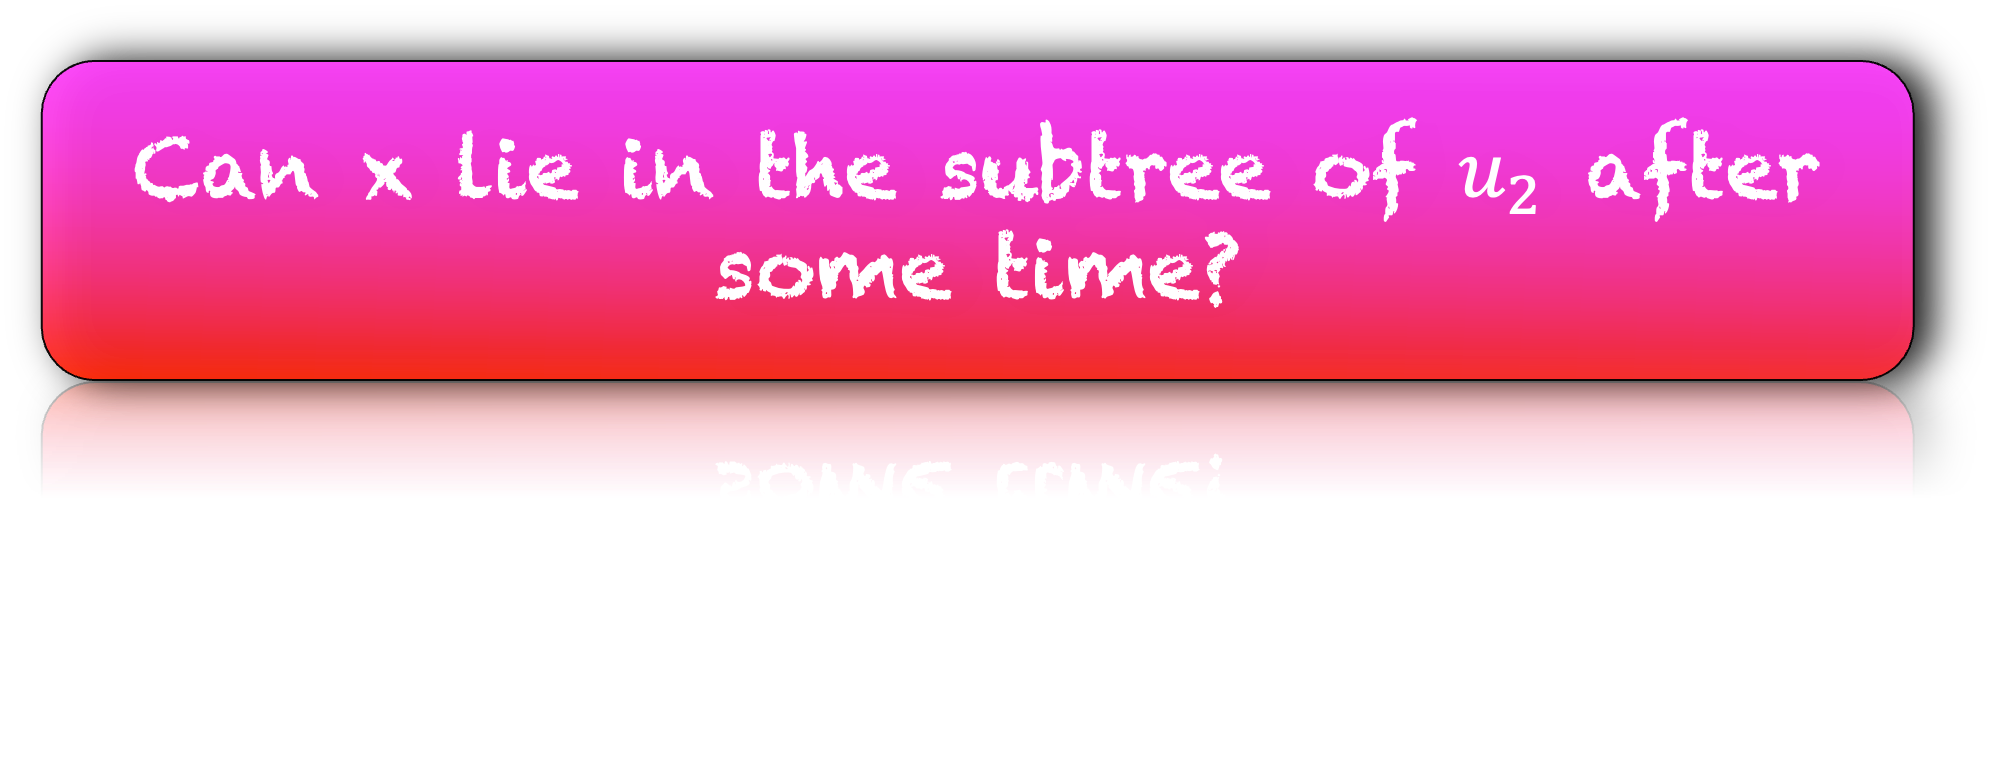 Can x lie in the subtree of u₂ after
some time?